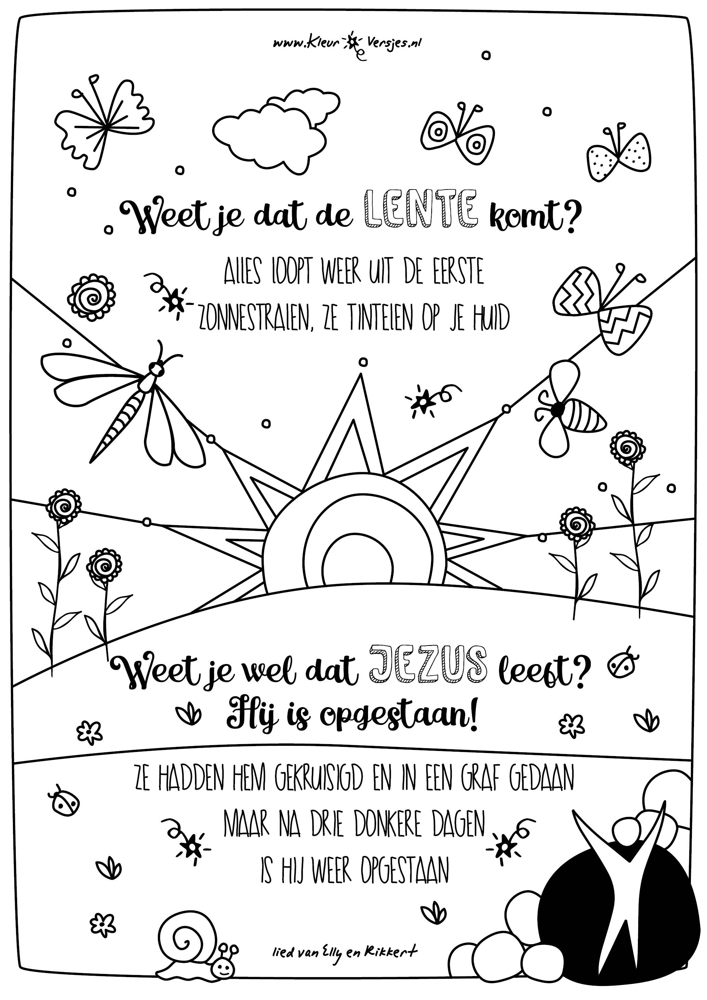 www.KleurVersjes.nl
Weet je dat de LENTE komt?
ALLES LOOPT WEER UIT DE EERSTE
ZONNESTRALEN, ZE TINTELEN OP JE HUID
Weet je wel dat JEZUS leeft?
Hij is opgestaan!
ZE HADDEN HEM GEKRUISIGD EN IN EEN GRAF GEDAAN
MAAR NA DRIE DONKERE DAGEN
IS HIJ WEER OPGESTAAN
lied van Elly en Rikkert